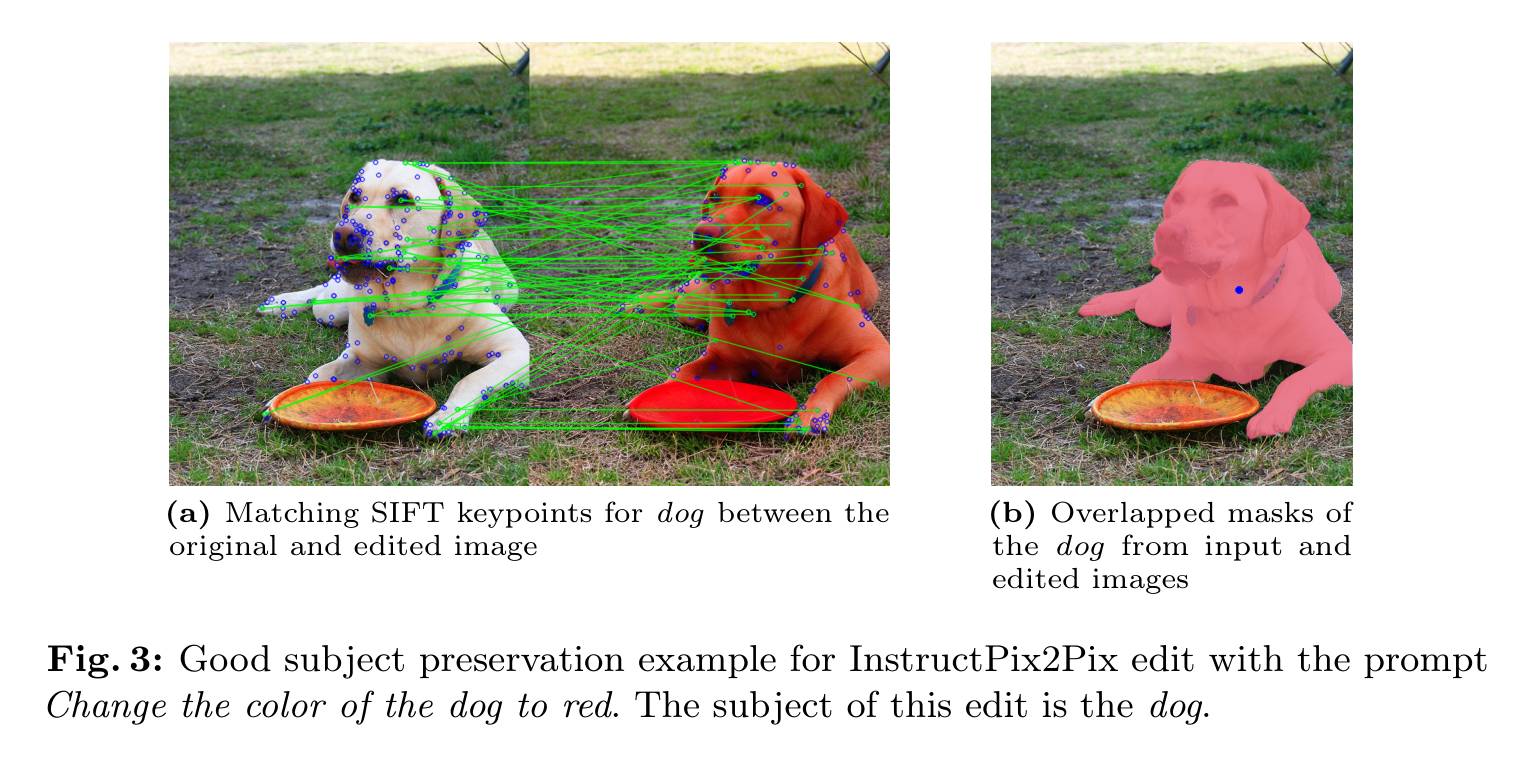 (a) Matching SIFT keypoints for dog between the
original and edited image
(b) Overlapped masks of
the dog from input and
edited images
Fig. 3: Good subject preservation example for InstructPix2Pix edit with the prompt
Change the color of the dog to red. The subject of this edit is the dog.